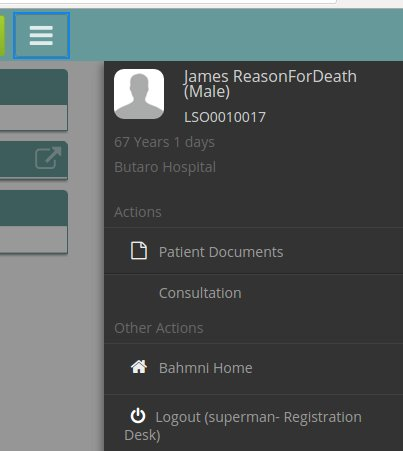 James ReasonForDeath
(Male)
LSO0010017
67 Years 1 days
Butaro Hospital
Actions
Patient Documents
Consultation
Other Actions
Bahmni Home
Logout (superman- Registration
Desk)